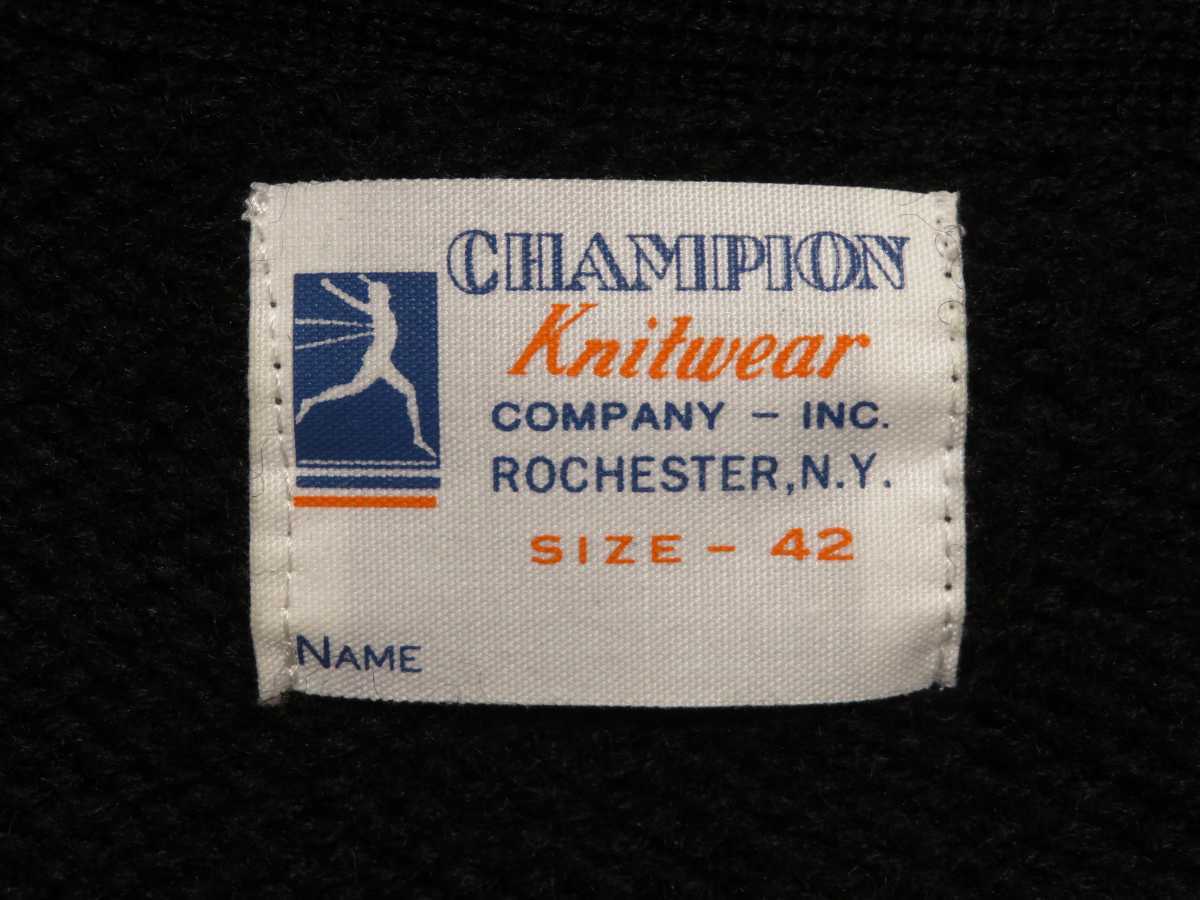 CHAMPION
Knitwear
COMPANY - INC.
ROCHESTER, N.Y.
SIZE - 42
NAME